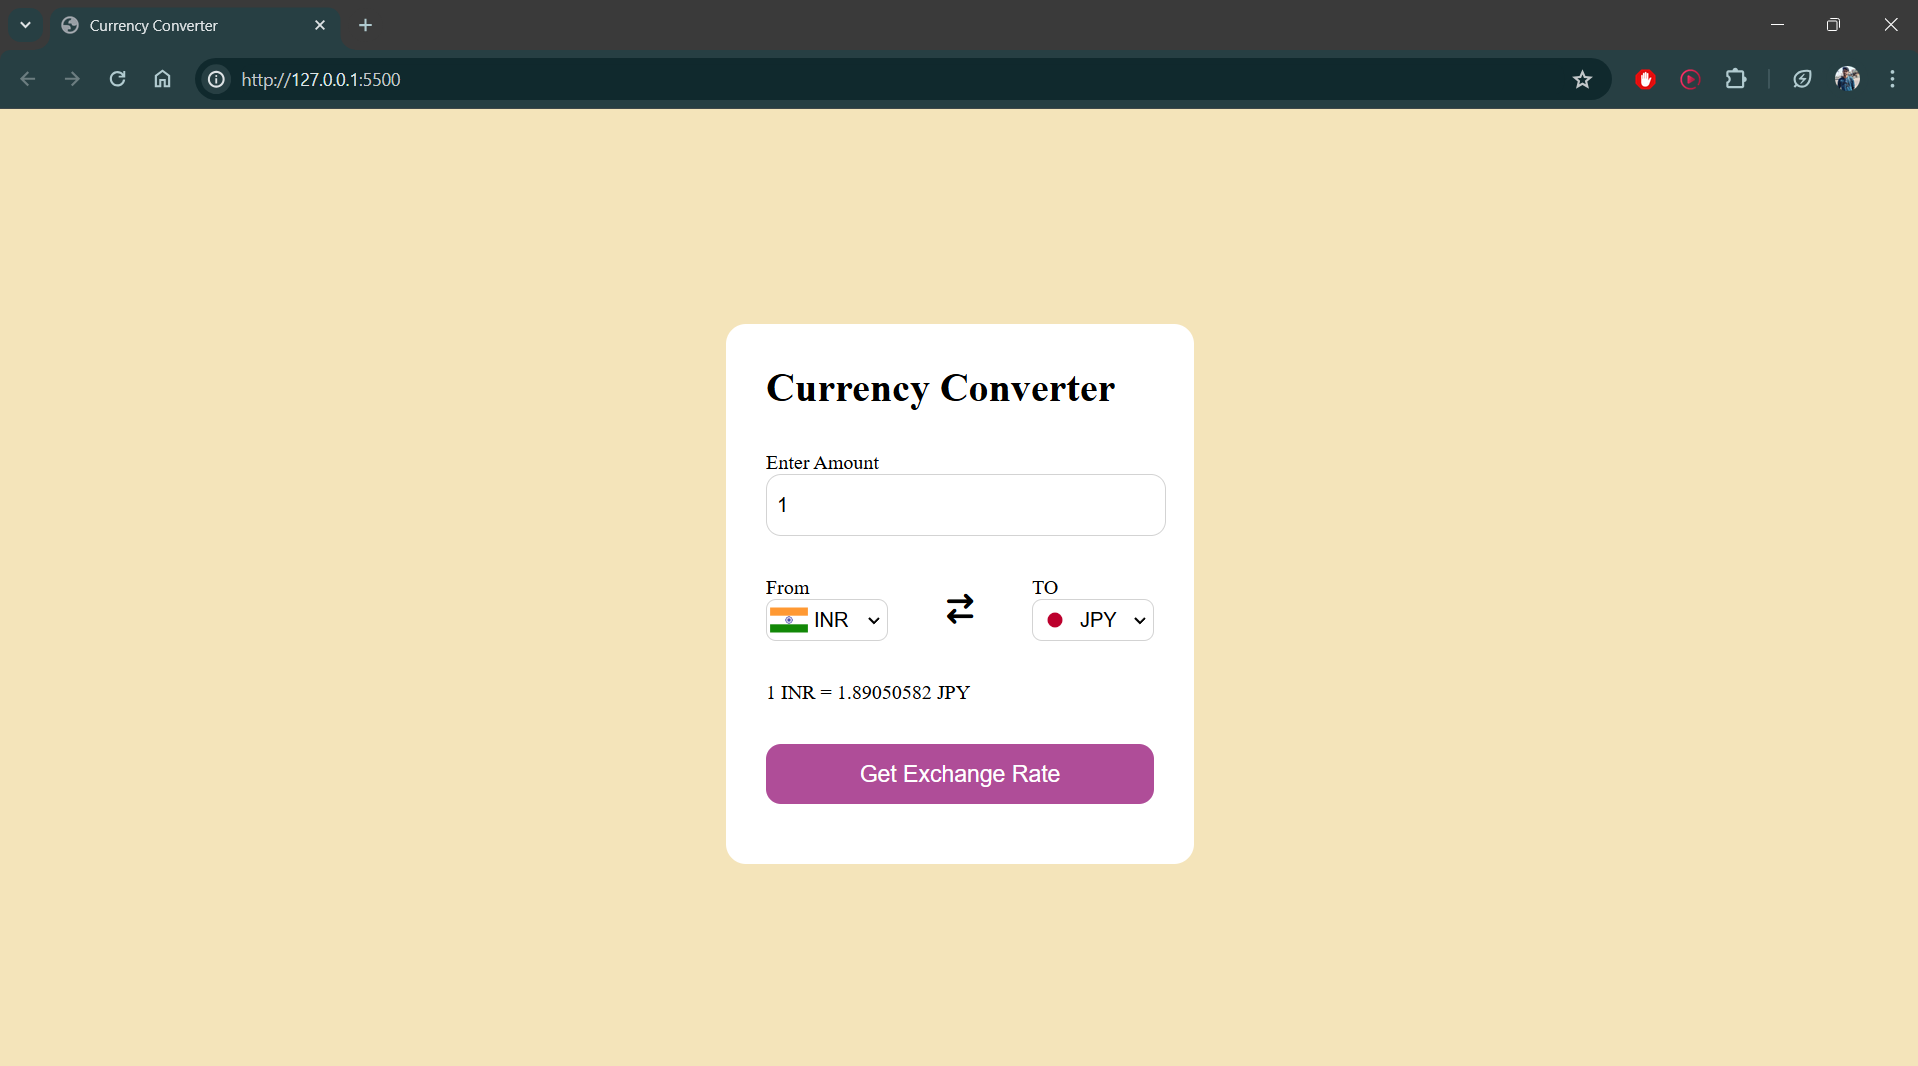 Currency Converter
http://127.0.0.1:5500
Currency Converter
Enter Amount
1
From
TO
INR
JPY
1 INR = 1.89050582 JPY
Get Exchange Rate